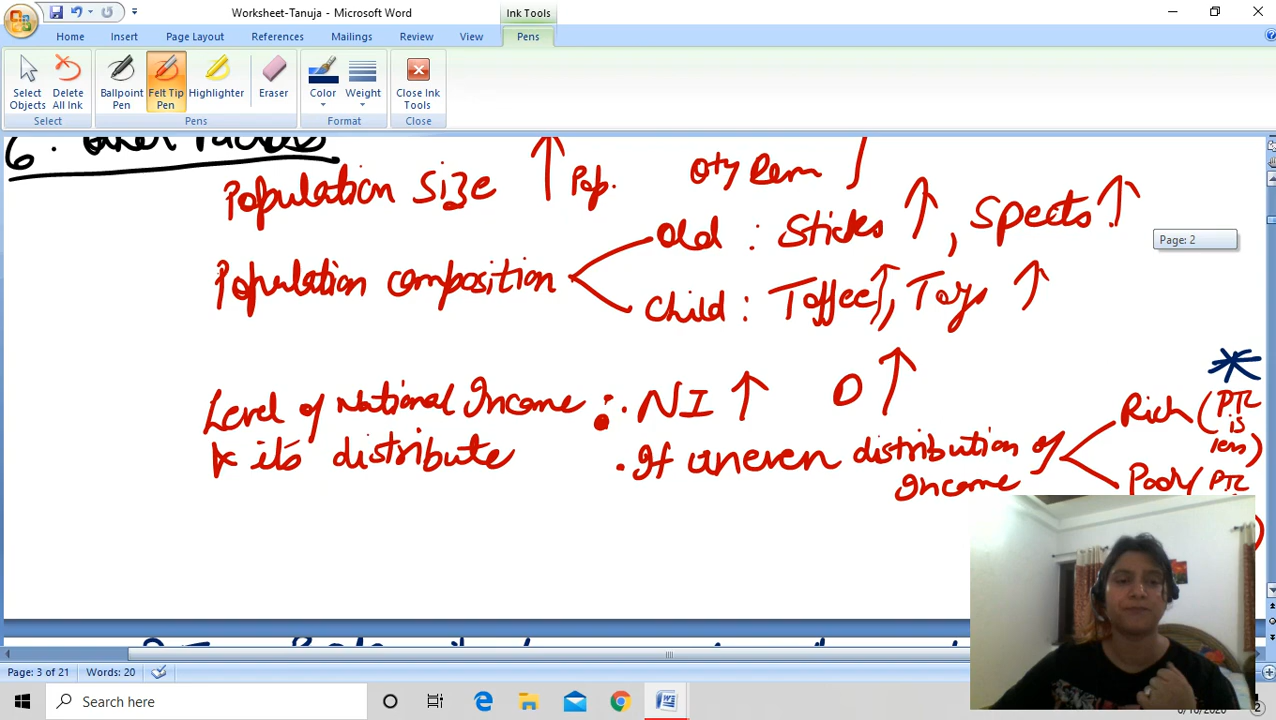 Worksheet-Tanuja - Microsoft Word
Ink Tools
Home Insert Page Layout References Mailings Review View Pens
Select Objects
Delete All Ink
Ballpoint Pen
Felt Tip Pen
Highlighter
Eraser
Color
Weight
Close Ink Tools
Select Pens Format Close
6. Other Factors
Population Size ↑ Pop. Qty Dem ↑
Population composition
Old : Sticks ↑, Spects ↑
Child : Toffee ↑, Toys ↑
Page: 2
Level of National Income : . NI ↑ D ↑
& its distribute . If uneven distribution of Income
Rich (PTC is less)
Poor (PTC
Page: 3 of 21 Words: 20
Search here
2